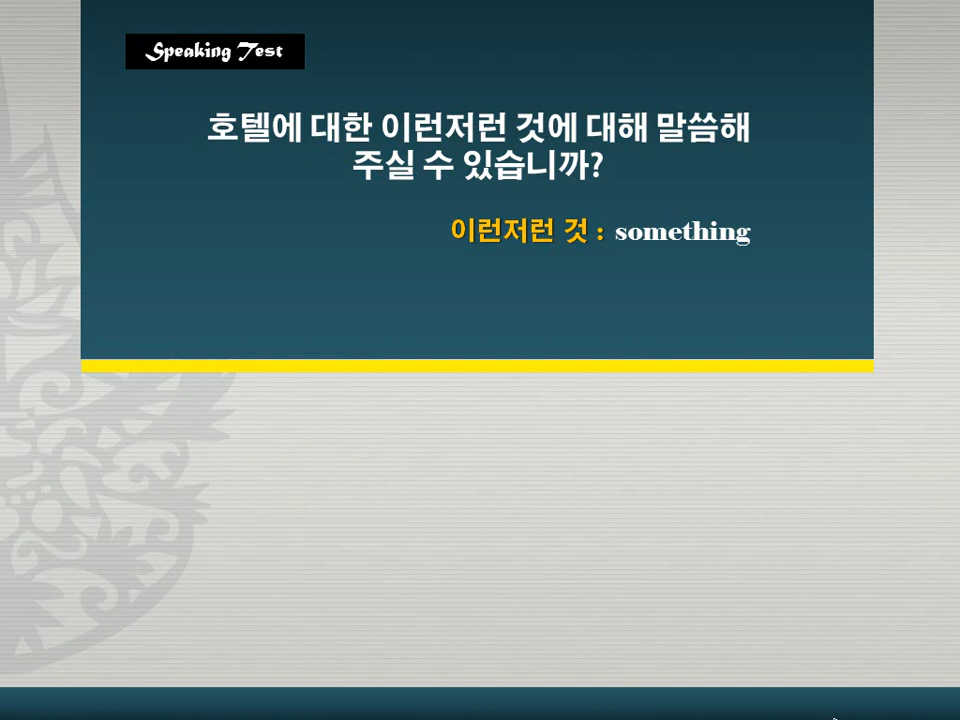 Speaking Test
호텔에 대한 이런저런 것에 대해 말씀해
주실 수 있습니까?
이런저런 것 : something